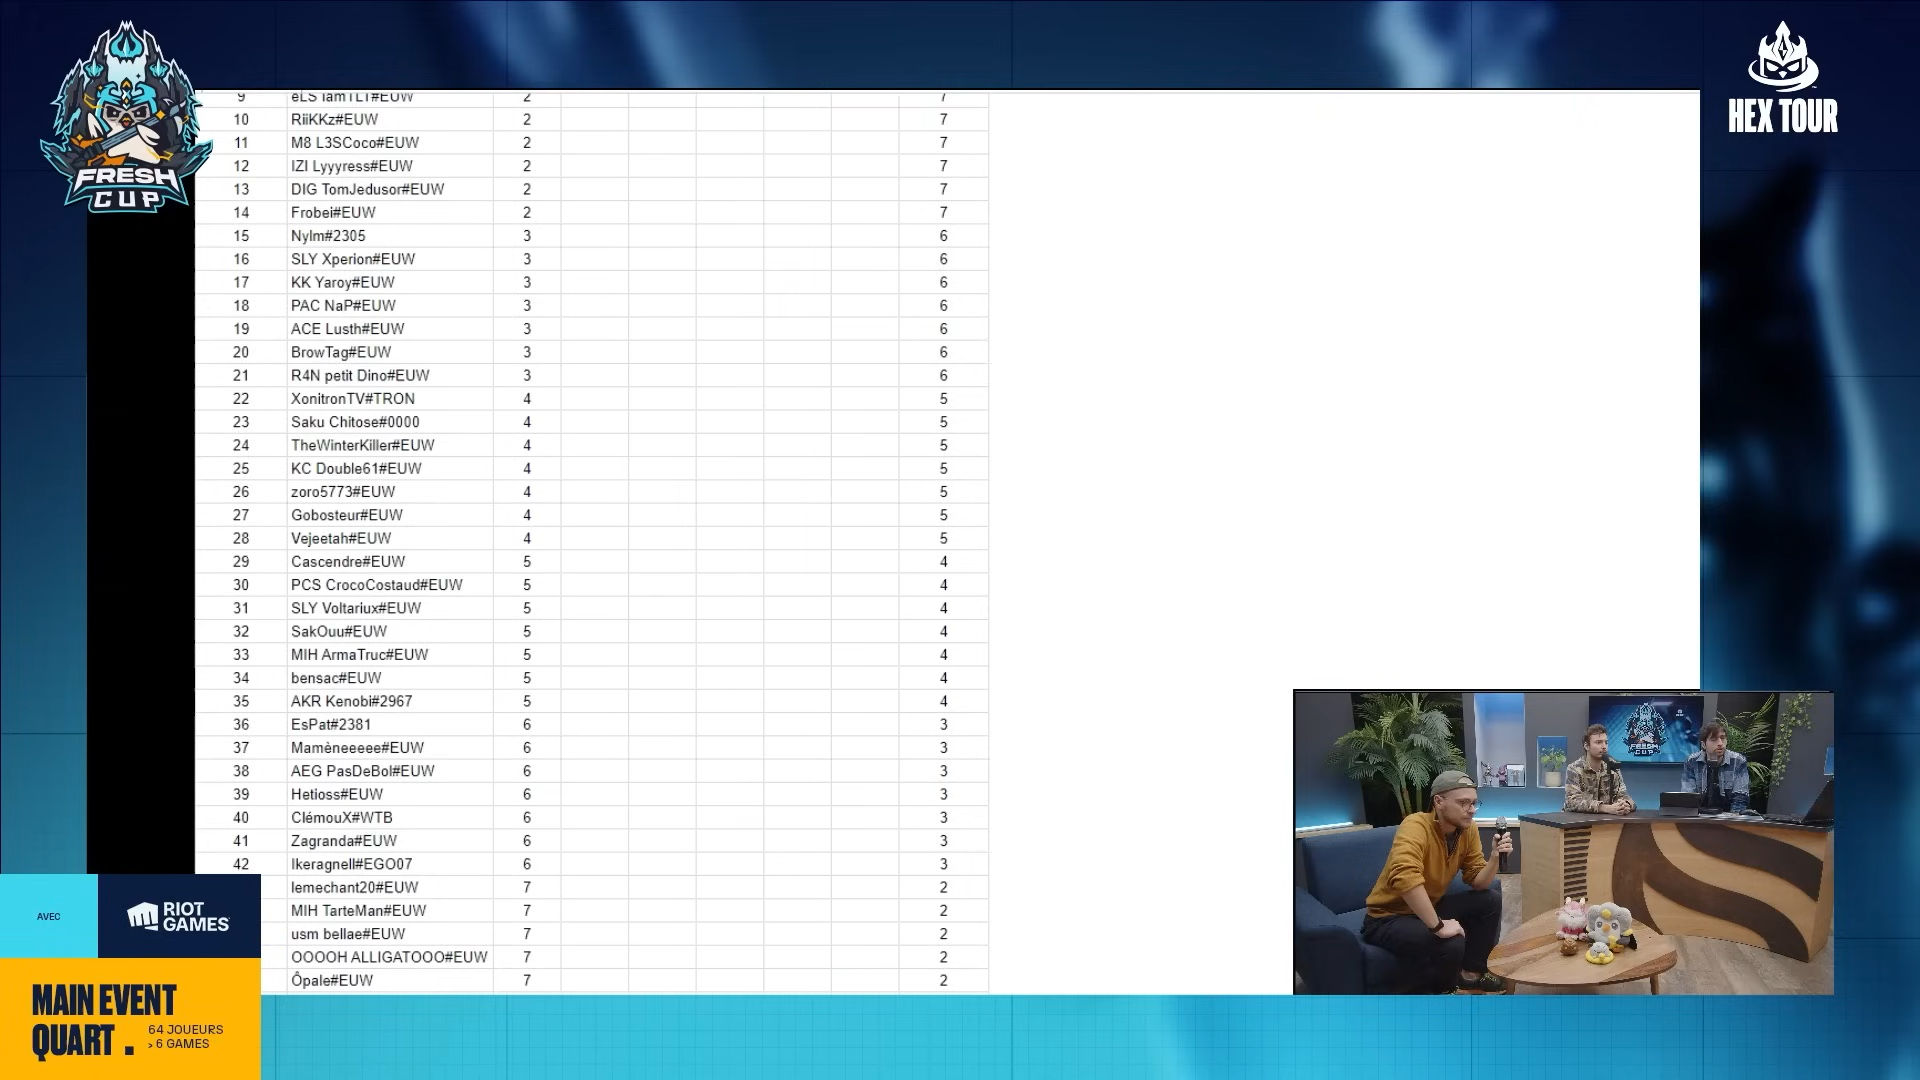 FRESH CUP
HEX TOUR
9 eLS IamTLT#EUW 2 7
10 RiiKKz#EUW 2 7
11 M8 L3SCoco#EUW 2 7
12 IZI Lyyyress#EUW 2 7
13 DIG TomJedusor#EUW 2 7
14 Frobei#EUW 2 7
15 Nylm#2305 3 6
16 SLY Xperion#EUW 3 6
17 KK Yaroy#EUW 3 6
18 PAC NaP#EUW 3 6
19 ACE Lusth#EUW 3 6
20 BrowTag#EUW 3 6
21 R4N petit Dino#EUW 3 6
22 XonitronTV#TRON 4 5
23 Saku Chitose#0000 4 5
24 TheWinterKiller#EUW 4 5
25 KC Double61#EUW 4 5
26 zoro5773#EUW 4 5
27 Gobosteur#EUW 4 5
28 Vejeetah#EUW 4 5
29 Cascendre#EUW 5 4
30 PCS CrocoCostaud#EUW 5 4
31 SLY Voltariux#EUW 5 4
32 SakOuu#EUW 5 4
33 MIH ArmaTruc#EUW 5 4
34 bensac#EUW 5 4
35 AKR Kenobi#2967 5 4
36 EsPat#2381 6 3
37 Mamèneeeee#EUW 6 3
38 AEG PasDeBol#EUW 6 3
39 Hetioss#EUW 6 3
40 ClémouX#WTB 6 3
41 Zagranda#EUW 6 3
42 Ikeragnell#EGO07 6 3
lemechant20#EUW 7 2
MIH TarteMan#EUW 7 2
usm bellae#EUW 7 2
OOOOH ALLIGATOOO#EUW 7 2
Ôpale#EUW 7 2
AVEC
RIOT GAMES
MAIN EVENT
QUART .
64 JOUEURS
> 6 GAMES
FRESH CUP